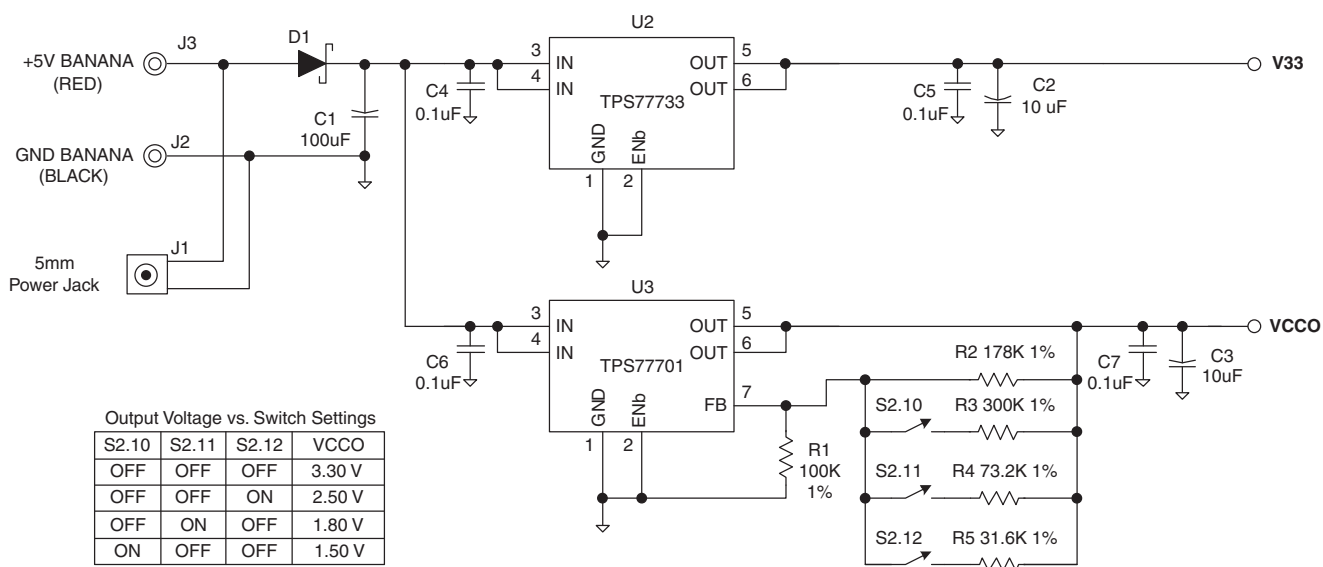 +5V BANANA
(RED)
J3
D1
GND BANANA
(BLACK)
J2
5mm
Power Jack
J1
C1
100uF
C4
0.1uF
U2
3
4
IN
IN
TPS77733
GND
ENb
1
2
OUT
OUT
5
6
C5
0.1uF
C2
10 uF
V33
C6
0.1uF
U3
3
4
IN
IN
TPS77701
GND
ENb
1
2
OUT
OUT
FB
5
6
7
R1
100K
1%
R2 178K 1%
S2.10
R3 300K 1%
S2.11
R4 73.2K 1%
S2.12
R5 31.6K 1%
C7
0.1uF
C3
10uF
VCCO
Output Voltage vs. Switch Settings
S2.10 S2.11 S2.12 VCCO
OFF OFF OFF 3.30 V
OFF OFF ON 2.50 V
OFF ON OFF 1.80 V
ON OFF OFF 1.50 V